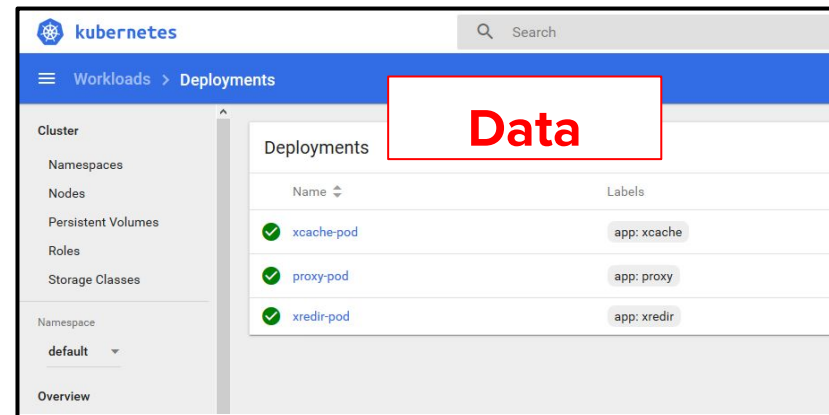 kubernetes
Search
Workloads > Deployments
Data
Cluster
Namespaces
Nodes
Persistent Volumes
Roles
Storage Classes
Namespace
default
Overview
Deployments
Name Labels
xcache-pod app: xcache
proxy-pod app: proxy
xredir-pod app: xredir